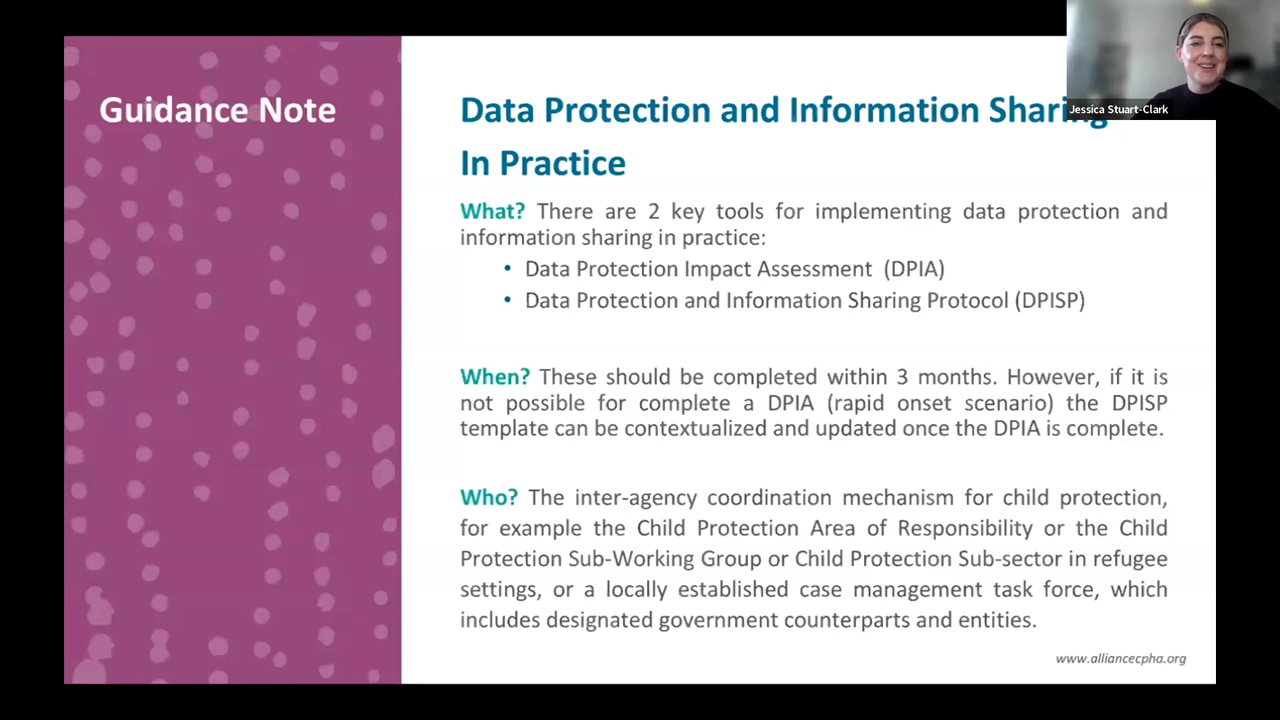 Guidance Note
Data Protection and Information Sharing
In Practice
Jessica Stuart-Clark
What? There are 2 key tools for implementing data protection and
information sharing in practice:
• Data Protection Impact Assessment (DPIA)
• Data Protection and Information Sharing Protocol (DPISP)
When? These should be completed within 3 months. However, if it is
not possible for complete a DPIA (rapid onset scenario) the DPISP
template can be contextualized and updated once the DPIA is complete.
Who? The inter-agency coordination mechanism for child protection,
for example the Child Protection Area of Responsibility or the Child
Protection Sub-Working Group or Child Protection Sub-sector in refugee
settings, or a locally established case management task force, which
includes designated government counterparts and entities.
www.alliancecpha.org